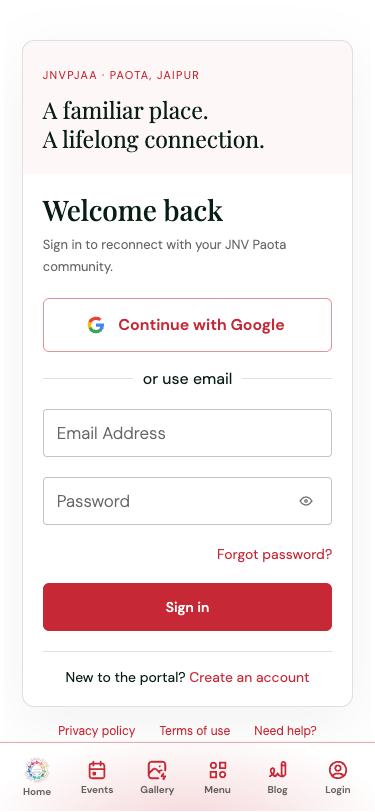 JNVPJAA · PAOTA, JAIPUR
A familiar place.
A lifelong connection.
Welcome back
Sign in to reconnect with your JNV Paota
community.
Continue with Google
or use email
Email Address
Password
Forgot password?
Sign in
New to the portal? Create an account
Privacy policy Terms of use Need help?
Home Events Gallery Menu Blog Login